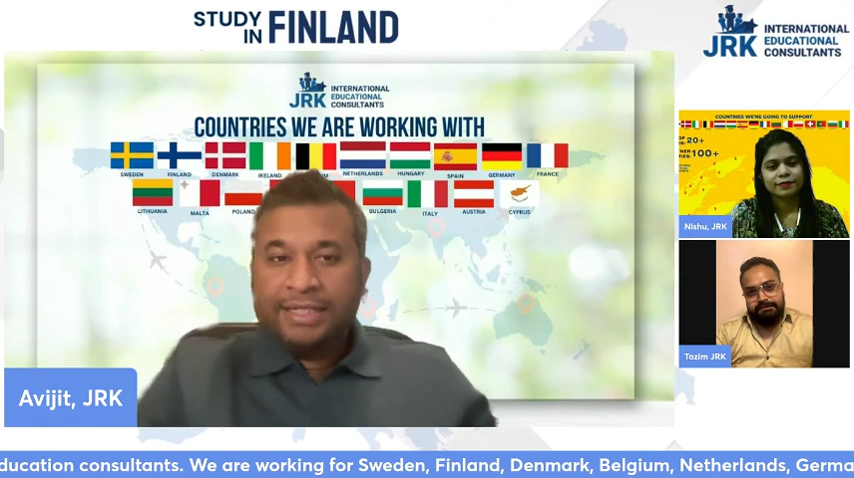 STUDY
IN FINLAND
JRK INTERNATIONAL
EDUCATIONAL
CONSULTANTS
JRK INTERNATIONAL
EDUCATIONAL
CONSULTANTS
COUNTRIES WE ARE WORKING WITH
SWEDEN FINLAND DENMARK IRELAND NETHERLANDS HUNGARY SPAIN GERMANY FRANCE
LITHUANIA MALTA POLAND BULGERIA ITALY AUSTRIA CYPRUS
COUNTRIES WE'RE GOING TO SUPPORT
20+
100+
Nishu, JRK
Tazim JRK
Avijit, JRK
ducation consultants. We are working for Sweden, Finland, Denmark, Belgium, Netherlands, Germa